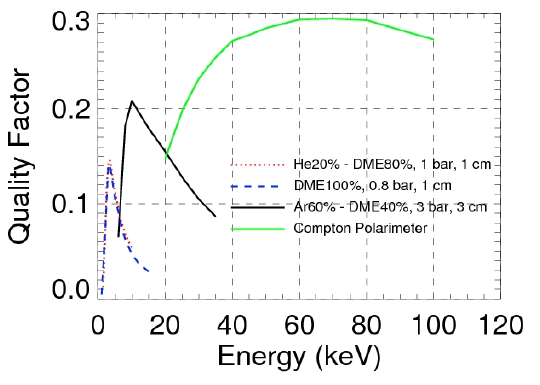 0.3
0.2
0.1
0.0
Quality Factor
He20% - DME80%, 1 bar, 1 cm
DME100%, 0.8 bar, 1 cm
Ar60% - DME40%, 3 bar, 3 cm
Compton Polarimeter
0 20 40 60 80 100 120
Energy (keV)